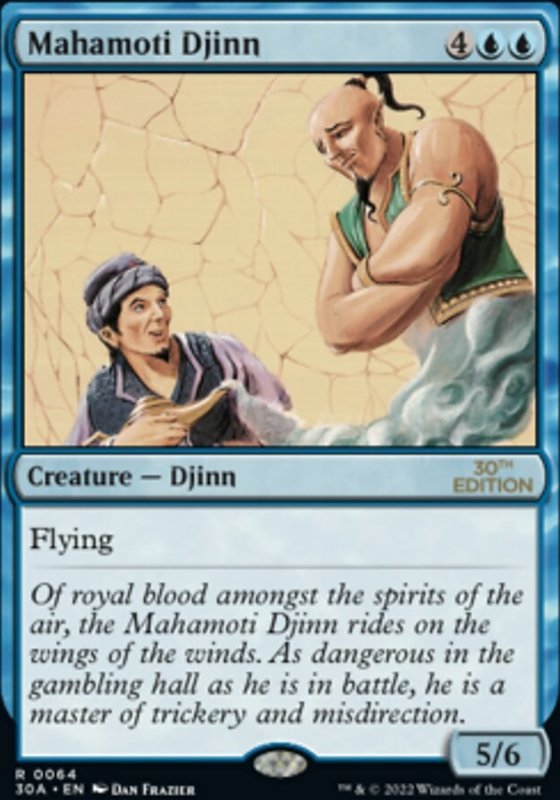 Mahamoti Djinn 4
Creature — Djinn
30TH
EDITION
Flying
Of royal blood amongst the spirits of the
air, the Mahamoti Djinn rides on the
wings of the winds. As dangerous in the
gambling hall as he is in battle, he is a
master of trickery and misdirection.
5/6
R 0064
30A • EN DAN FRAZIER
™ & © 2022 Wizards of the Coast